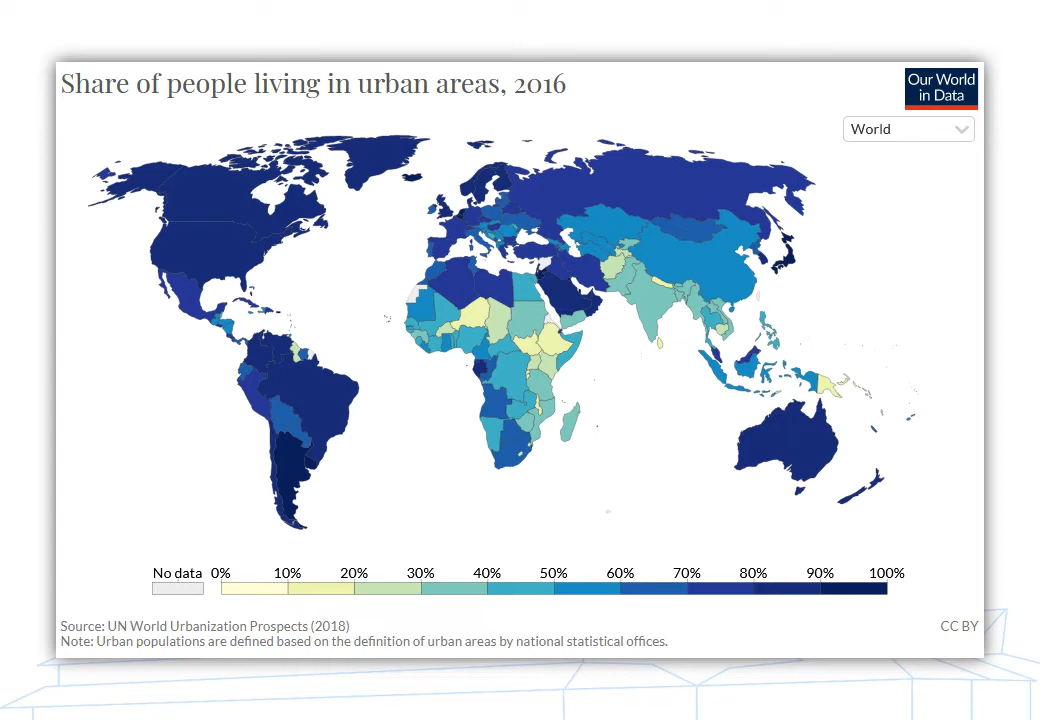 Share of people living in urban areas, 2016
Our World
in Data
World
No data 0% 10% 20% 30% 40% 50% 60% 70% 80% 90% 100%
Source: UN World Urbanization Prospects (2018)
CC BY
Note: Urban populations are defined based on the definition of urban areas by national statistical offices.